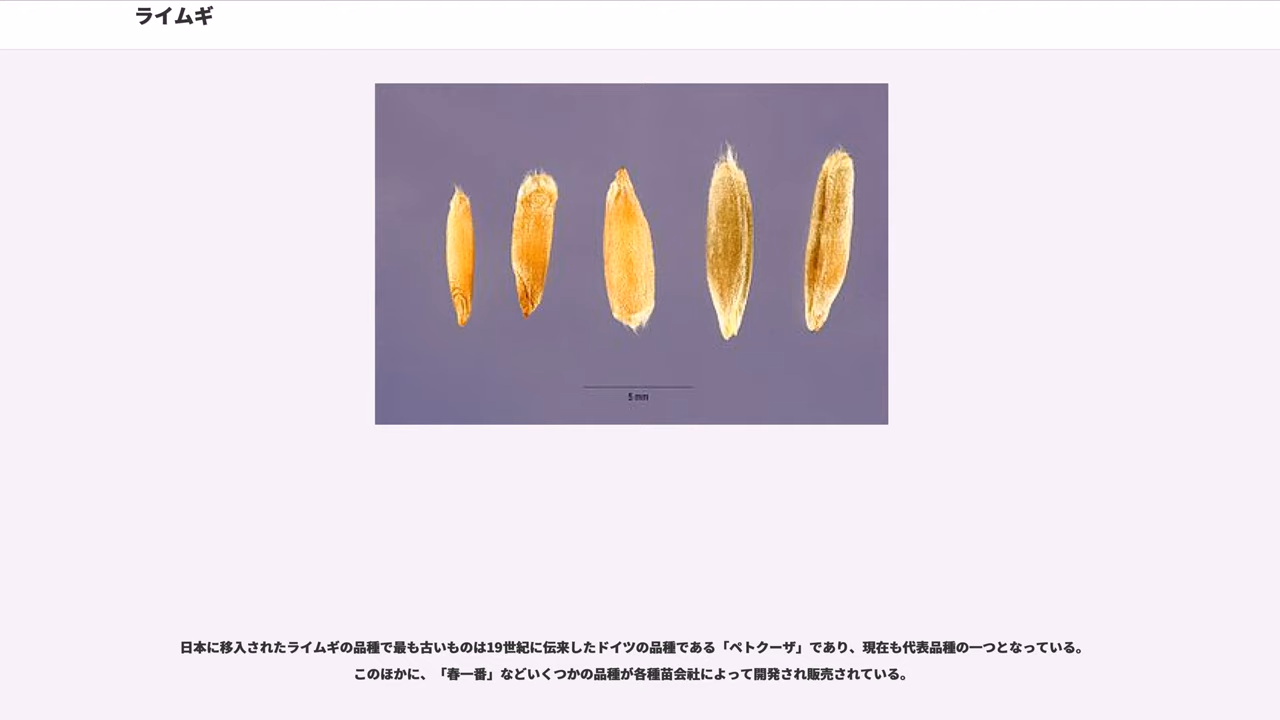 ライムギ
5 mm
日本に移入されたライムギの品種で最も古いものは19世紀に伝来したドイツの品種である「ペトクーザ」であり、現在も代表品種の一つとなっている。
このほかに、「春一番」などいくつかの品種が各種苗会社によって開発され販売されている。